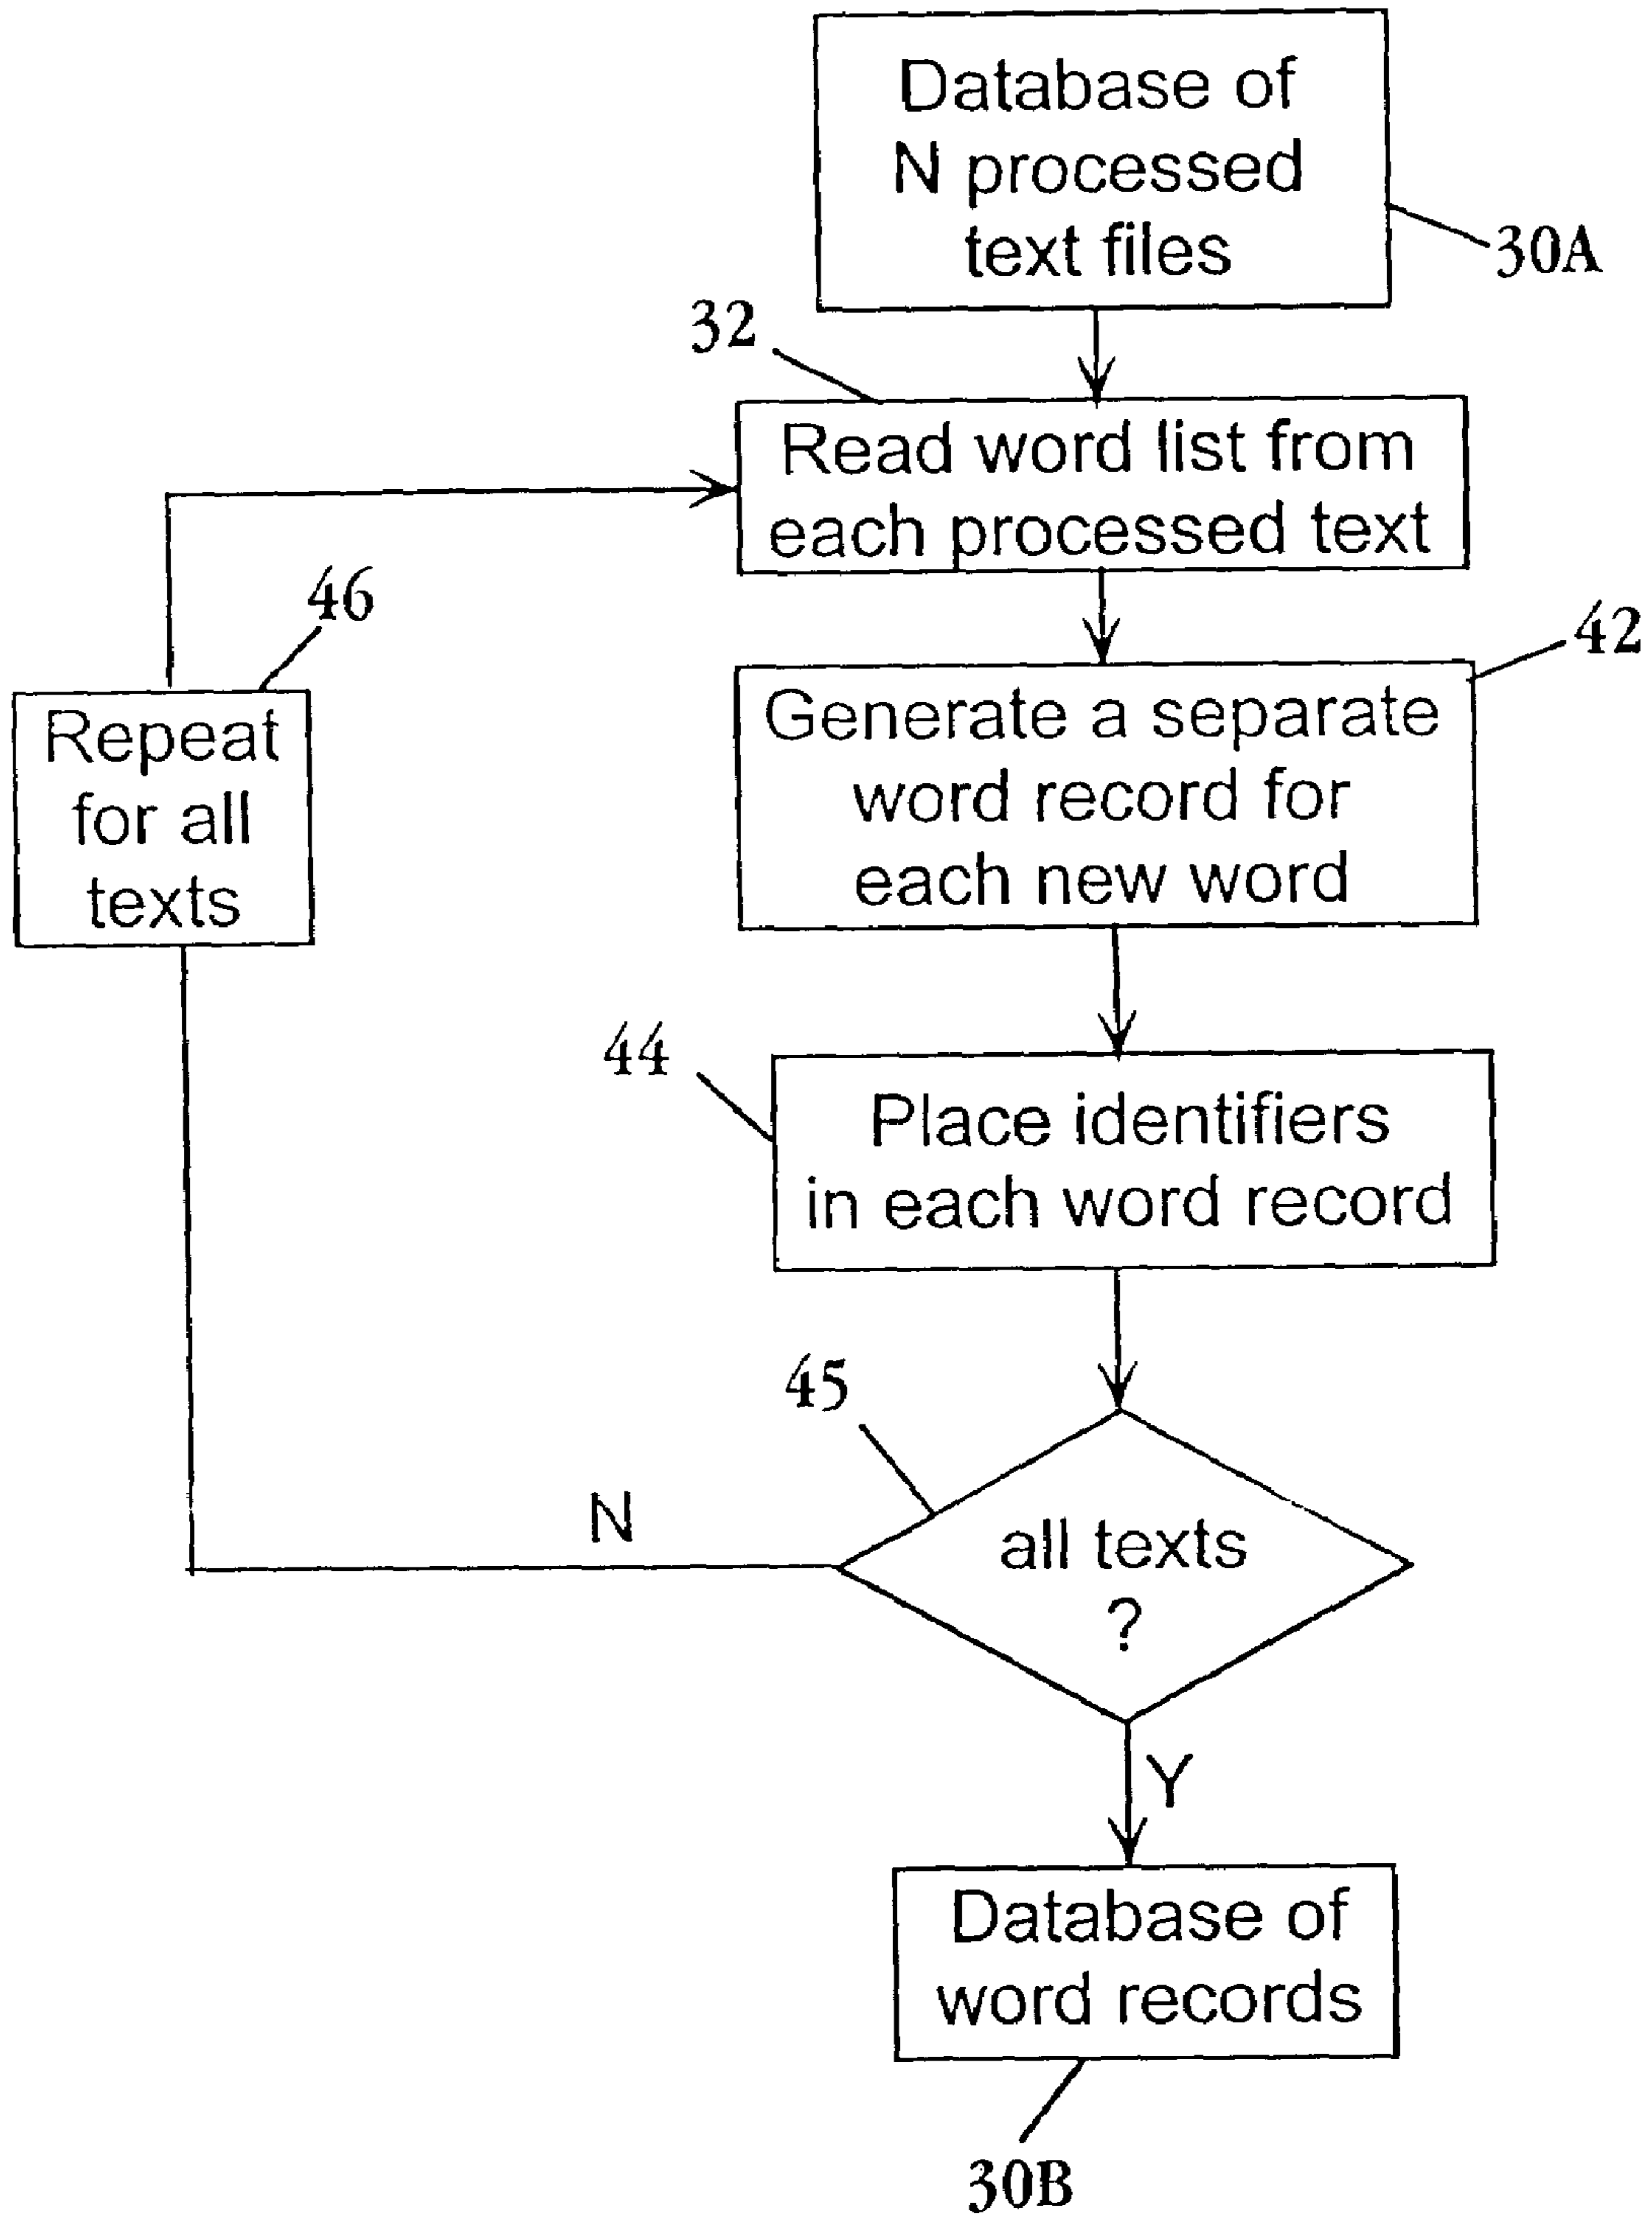 Database of
N processed
text files
30A
32
Read word list from
each processed text
46
42
Repeat
for all
texts
Generate a separate
word record for
each new word
44
Place identifiers
in each word record
45
N
all texts
?
Y
Database of
word records
30B